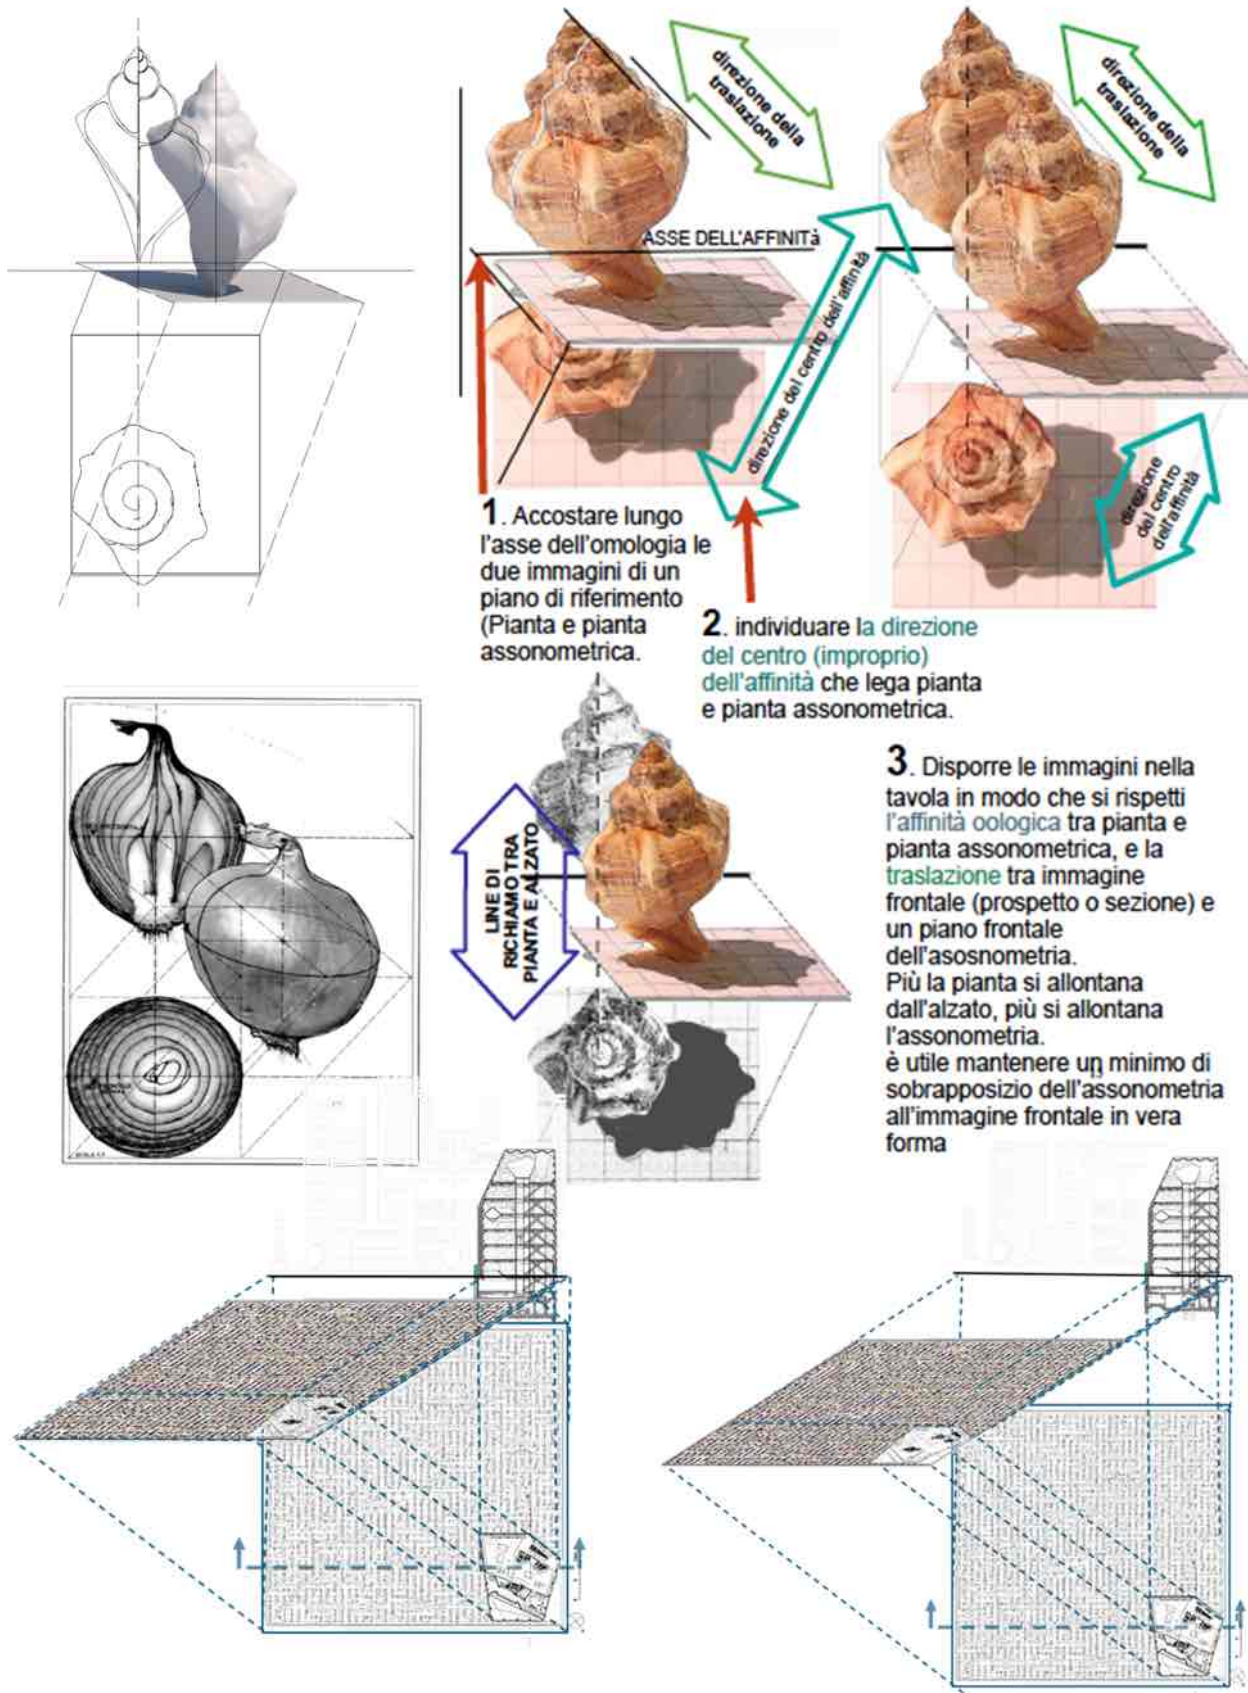 direzione della
traslazione
direzione della
traslazione
ASSE DELL'AFFINITà
direzione del centro dell'affinità
direzione
del centro
dell'affinità
1. Accostare lungo
l'asse dell'omologia le
due immagini di un
piano di riferimento
(Pianta e pianta
assonometrica.
2. individuare la direzione
del centro (improprio)
dell'affinità che lega pianta
e pianta assonometrica.
LINE DI
RICHIAMO TRA
PIANTA E ALZATO
3. Disporre le immagini nella
tavola in modo che si rispetti
l'affinità oologica tra pianta e
pianta assonometrica, e la
traslazione tra immagine
frontale (prospetto o sezione) e
un piano frontale
dell'asosnometria.
Più la pianta si allontana
dall'alzato, più si allontana
l'assonometria.
è utile mantenere un minimo di
sobrapposizio dell'assonometria
all'immagine frontale in vera
forma